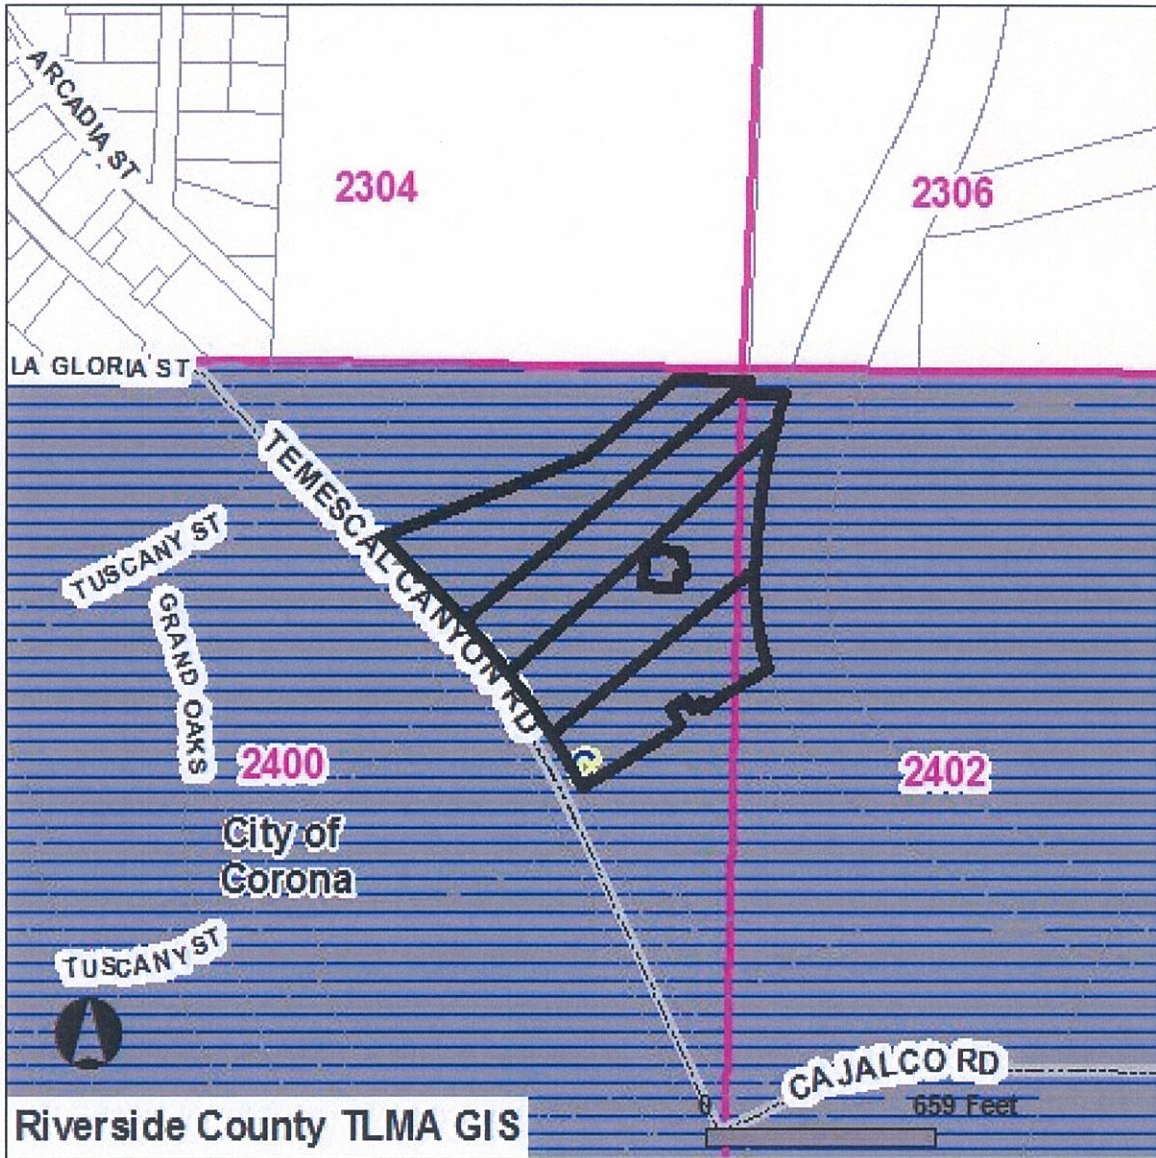 ARCADIA ST
2304
2306
LA GLORIA ST
TEMESCAL CANYON RD
TUSCANY ST
GRAND OAKS
2400
2402
City of
Corona
TUSCANY ST
CAJALCO RD
0 659 Feet
Riverside County TLMA GIS